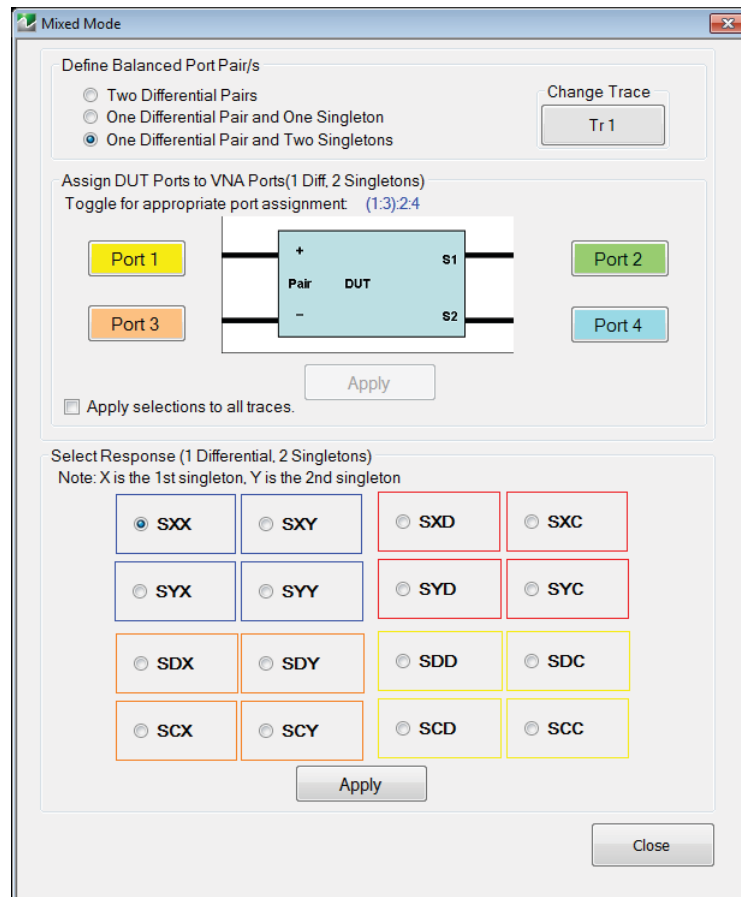 Mixed Mode
Define Balanced Port Pair/s
Two Differential Pairs
One Differential Pair and One Singleton
One Differential Pair and Two Singletons
Change Trace
Tr 1
Assign DUT Ports to VNA Ports(1 Diff, 2 Singletons)
Toggle for appropriate port assignment: (1:3):2:4
Port 1
+
S1
Port 2
Pair DUT
Port 3
–
S2
Port 4
Apply
Apply selections to all traces.
Select Response (1 Differential, 2 Singletons)
Note: X is the 1st singleton, Y is the 2nd singleton
SXX SXY SXD SXC
SYX SYY SYD SYC
SDX SDY SDD SDC
SCX SCY SCD SCC
Apply
Close